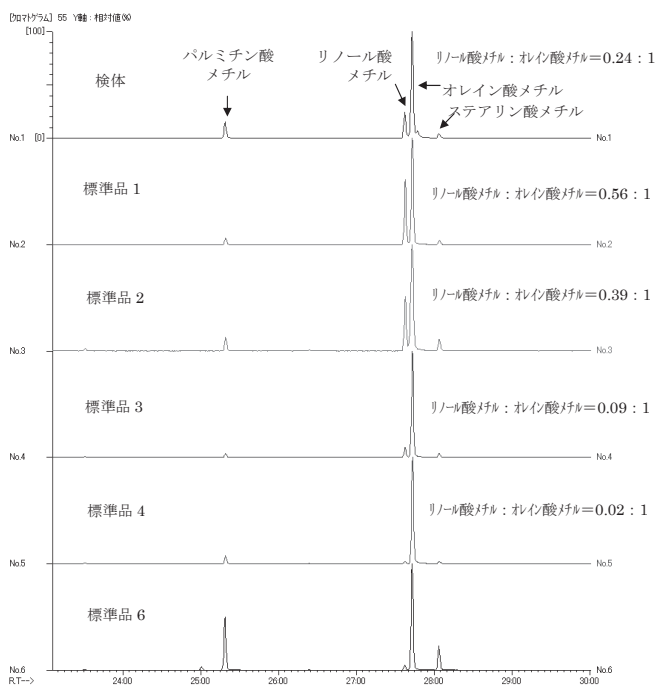 [クロマトグラム] 55 Y軸：相対値(%)
[100]
検体
パルミチン酸
メチル
リノール酸
メチル
リノール酸メチル：オレイン酸メチル＝0.24：1
オレイン酸メチル
ステアリン酸メチル
No.1 [0] No.1
標準品 1
リノール酸メチル：オレイン酸メチル＝0.56：1
No.2 No.2
標準品 2
リノール酸メチル：オレイン酸メチル＝0.39：1
No.3 No.3
標準品 3
リノール酸メチル：オレイン酸メチル＝0.09：1
No.4 No.4
標準品 4
リノール酸メチル：オレイン酸メチル＝0.02：1
No.5 No.5
標準品 6
No.6 No.6
R.T--> 24:00 25:00 26:00 27:00 28:00 29:00 30:00